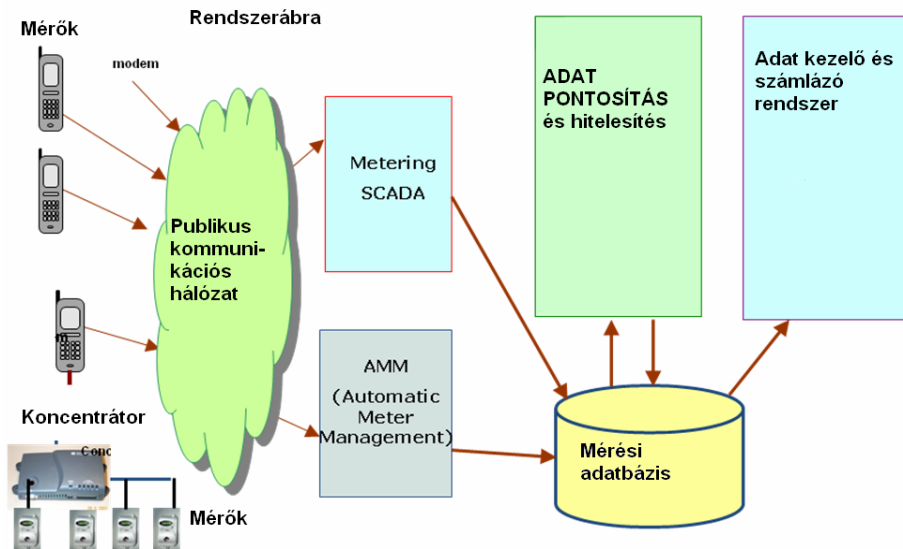 Rendszerábra
Mérők
modem
Publikus
kommuni-
kációs
hálózat
Metering
SCADA
AMM
(Automatic
Meter
Management)
ADAT
PONTOSÍTÁS
és hitelesítés
Adat kezelő és
számlázó
rendszer
m
Koncentrátor
Conc
Mérők
Mérési
adatbázis